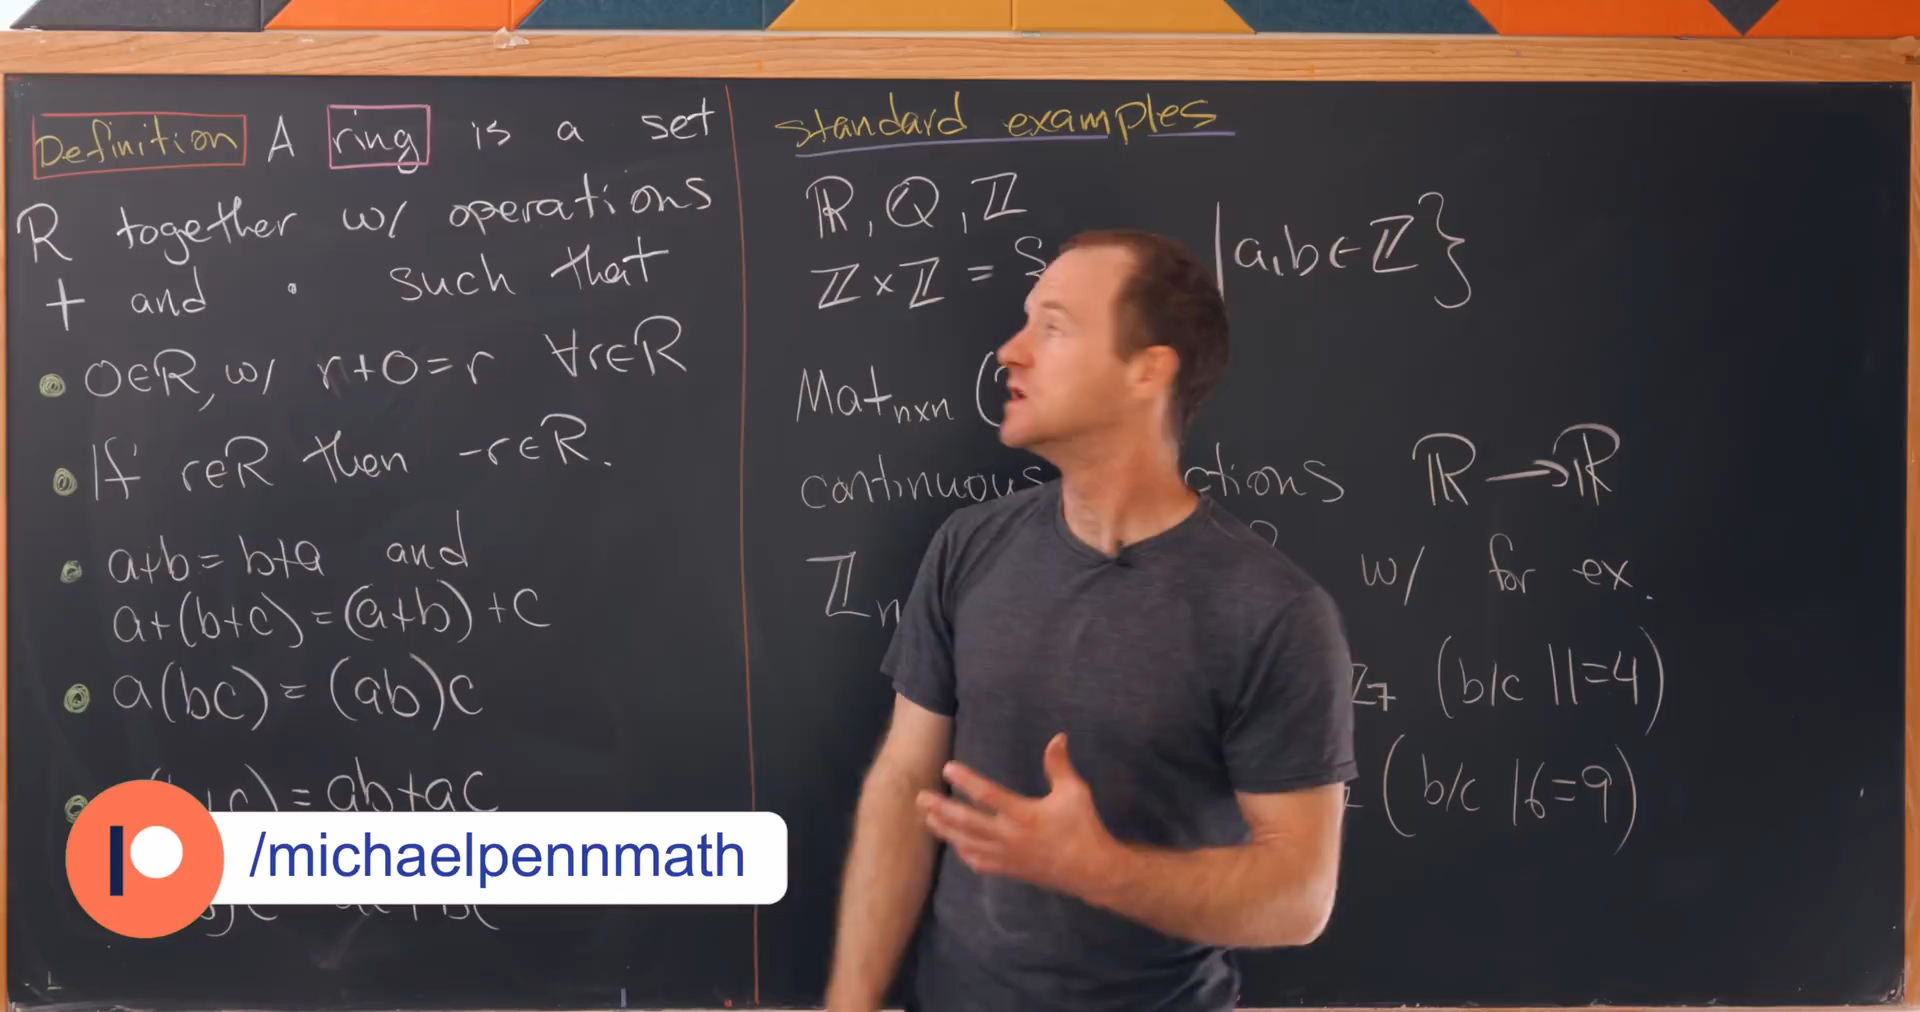 Definition A ring is a set
R together w/ operations
+ and · such that
0∈R, w/ r+0=r ∀r∈R
If r∈R then -r∈R.
a+b=b+a and
a+(b+c)=(a+b)+c
a(bc)=(ab)c
+c)=ab+ac
/michaelpennmath
standard examples
ℝ, ℚ, ℤ
ℤ×ℤ = { | a,b∈ℤ}
Mat_{n×n} (
continuous ctions ℝ→ℝ
ℤ_n w/ for ex.
ℤ_7 (b/c 11=4)
(b/c 16=9)